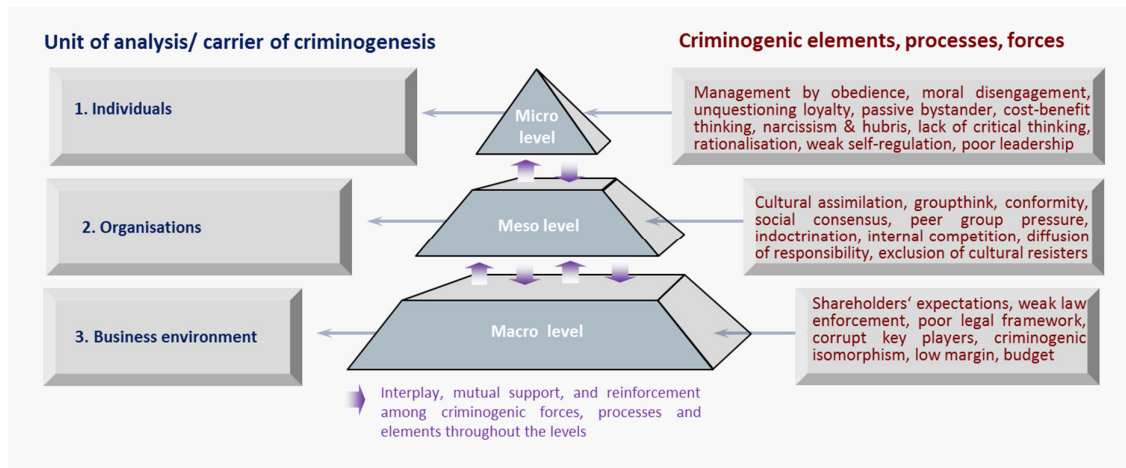 Unit of analysis/ carrier of criminogenesis
Criminogenic elements, processes, forces
1. Individuals
Micro
level
Management by obedience, moral disengagement,
unquestioning loyalty, passive bystander, cost-benefit
thinking, narcissism & hubris, lack of critical thinking,
rationalisation, weak self-regulation, poor leadership
2. Organisations
Meso level
Cultural assimilation, groupthink, conformity,
social consensus, peer group pressure,
indoctrination, internal competition, diffusion
of responsibility, exclusion of cultural resisters
3. Business environment
Macro level
Shareholders‘ expectations, weak law
enforcement, poor legal framework,
corrupt key players, criminogenic
isomorphism, low margin, budget
Interplay, mutual support, and reinforcement
among criminogenic forces, processes and
elements throughout the levels